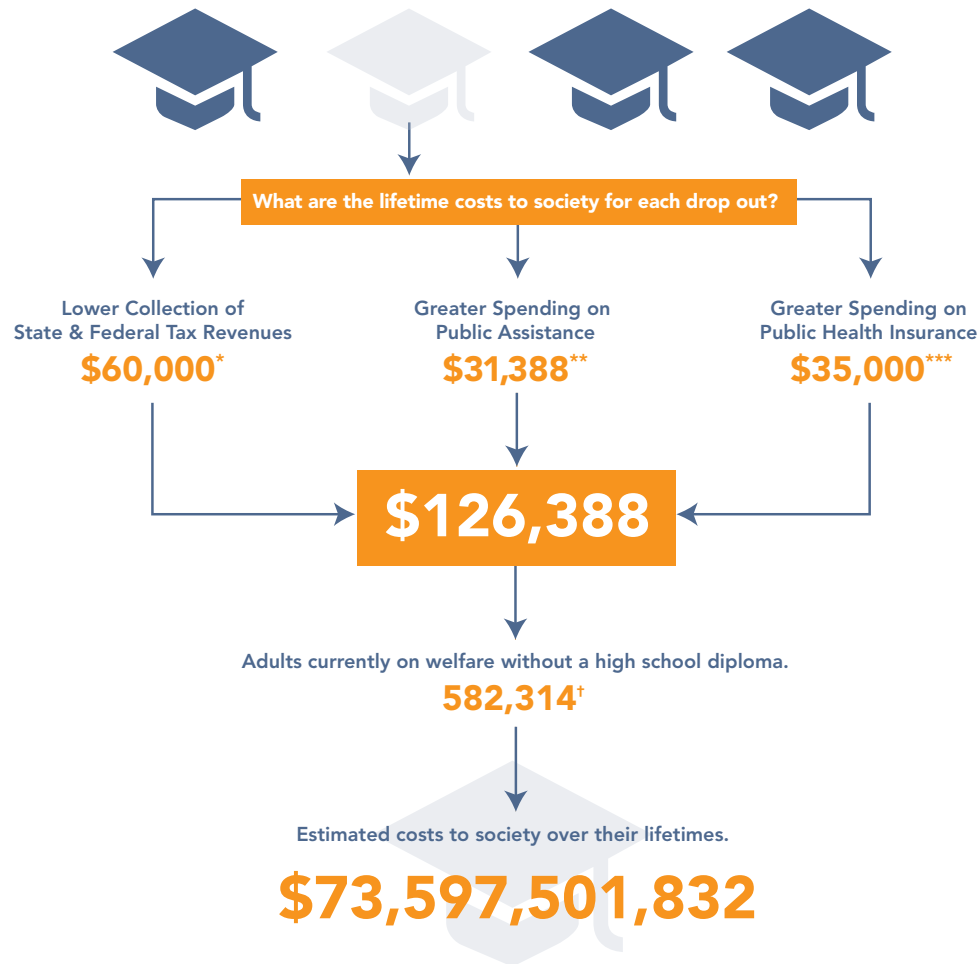 What are the lifetime costs to society for each drop out?
Lower Collection of
State & Federal Tax Revenues
$60,000*
Greater Spending on
Public Assistance
$31,388**
Greater Spending on
Public Health Insurance
$35,000***
$126,388
Adults currently on welfare without a high school diploma.
582,314†
Estimated costs to society over their lifetimes.
$73,597,501,832